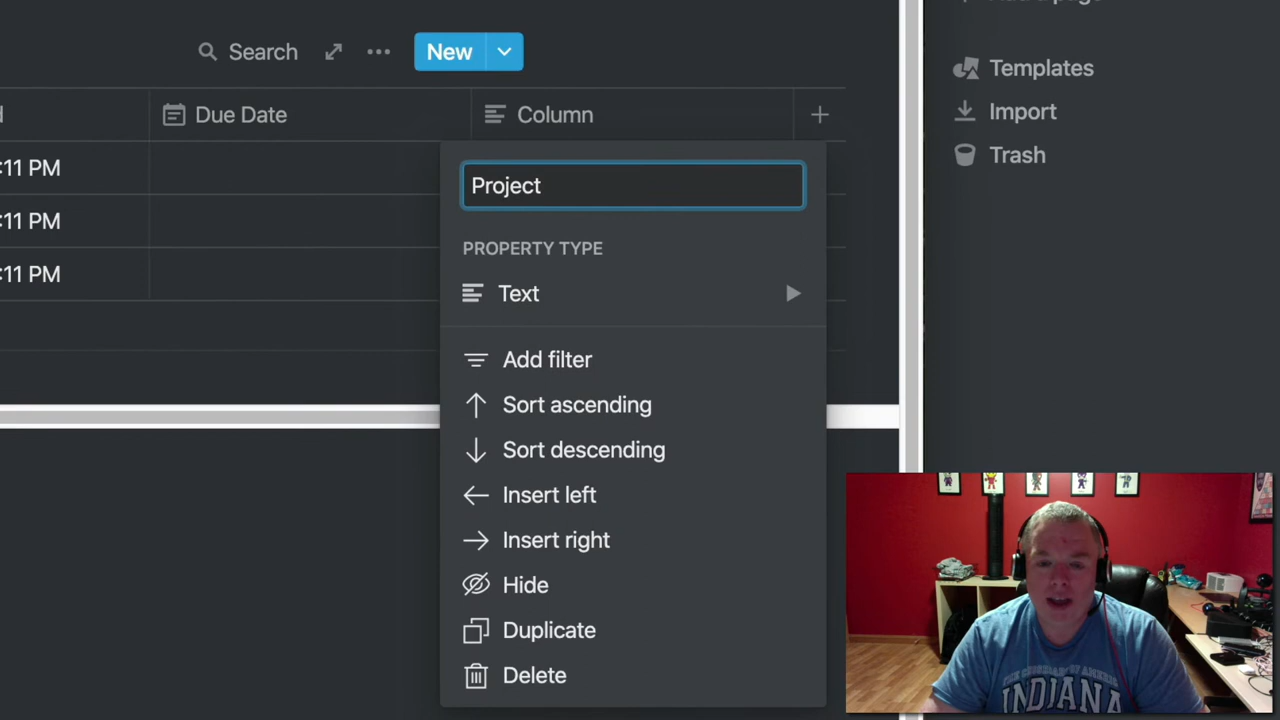 Search
New
Due Date
Column
:11 PM
:11 PM
:11 PM
Project
PROPERTY TYPE
Text
Add filter
Sort ascending
Sort descending
Insert left
Insert right
Hide
Duplicate
Delete
Templates
Import
Trash
INDIANA